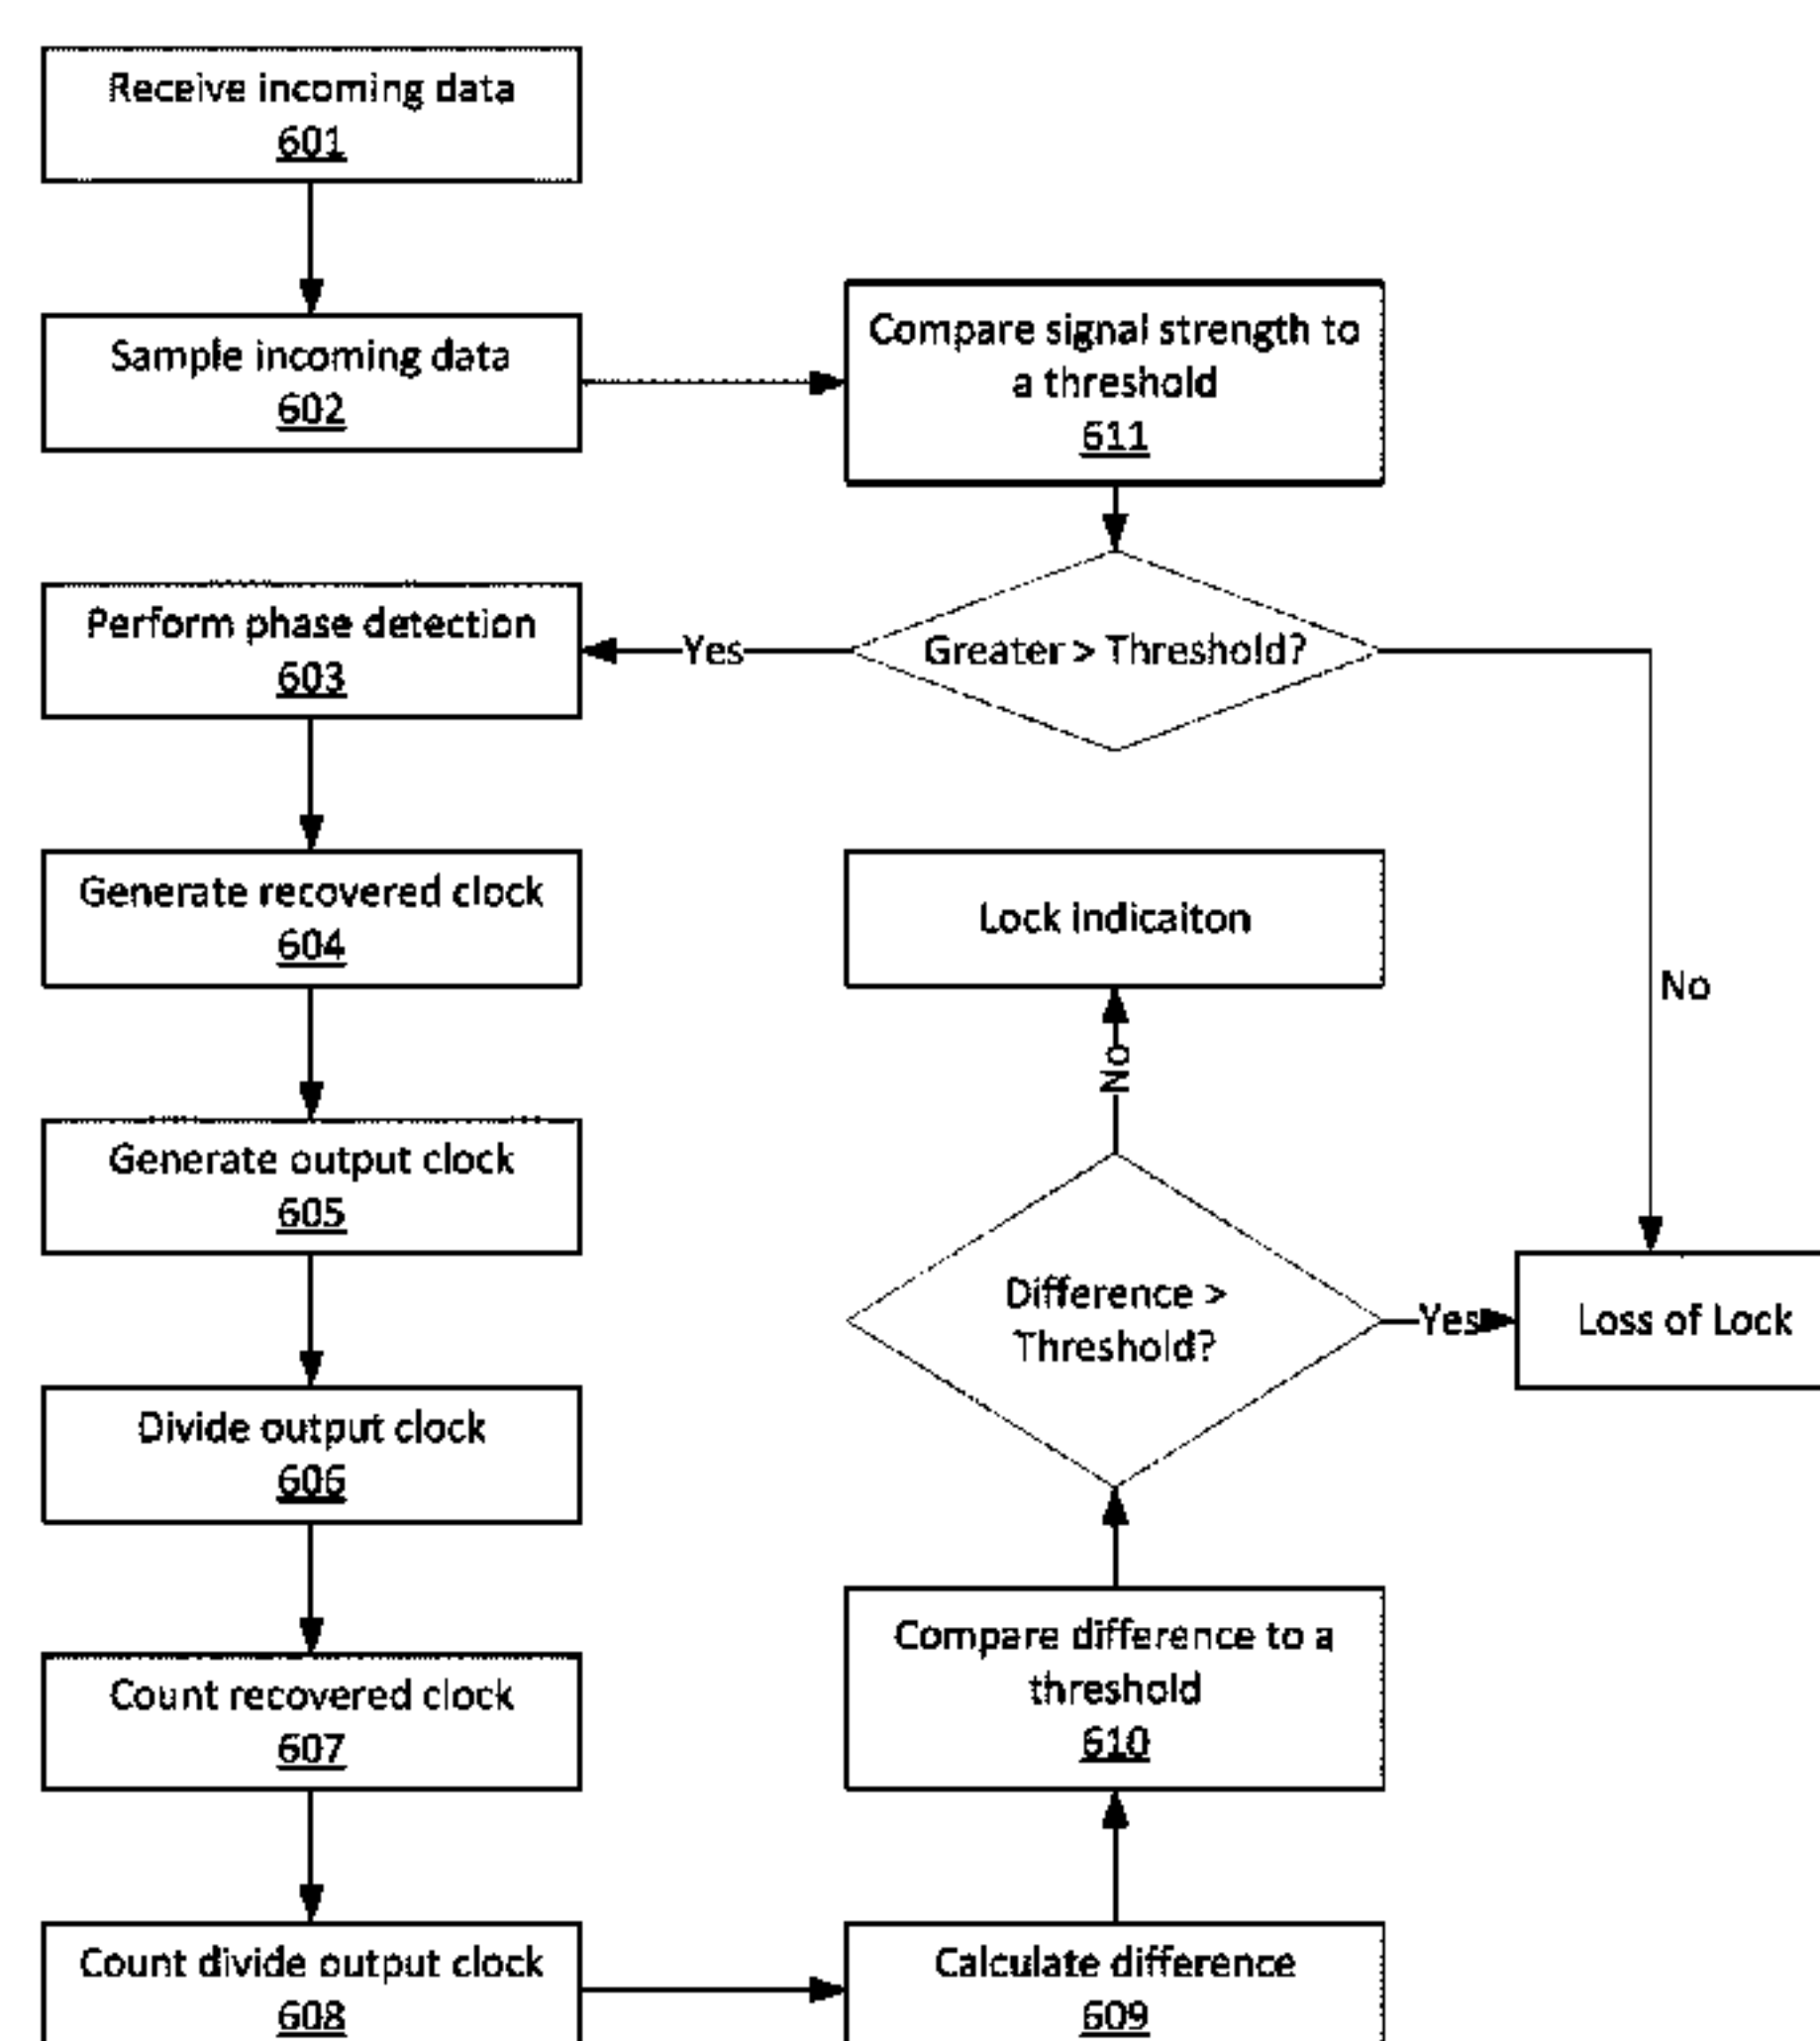 Receive incoming data
601
Sample incoming data
602
Compare signal strength to
a threshold
611
Greater > Threshold?
Yes
No
Perform phase detection
603
Generate recovered clock
604
Lock indicaiton
No
Generate output clock
605
Difference >
Threshold?
Yes
Loss of Lock
Divide output clock
606
Count recovered clock
607
Compare difference to a
threshold
610
Count divide output clock
608
Calculate difference
609